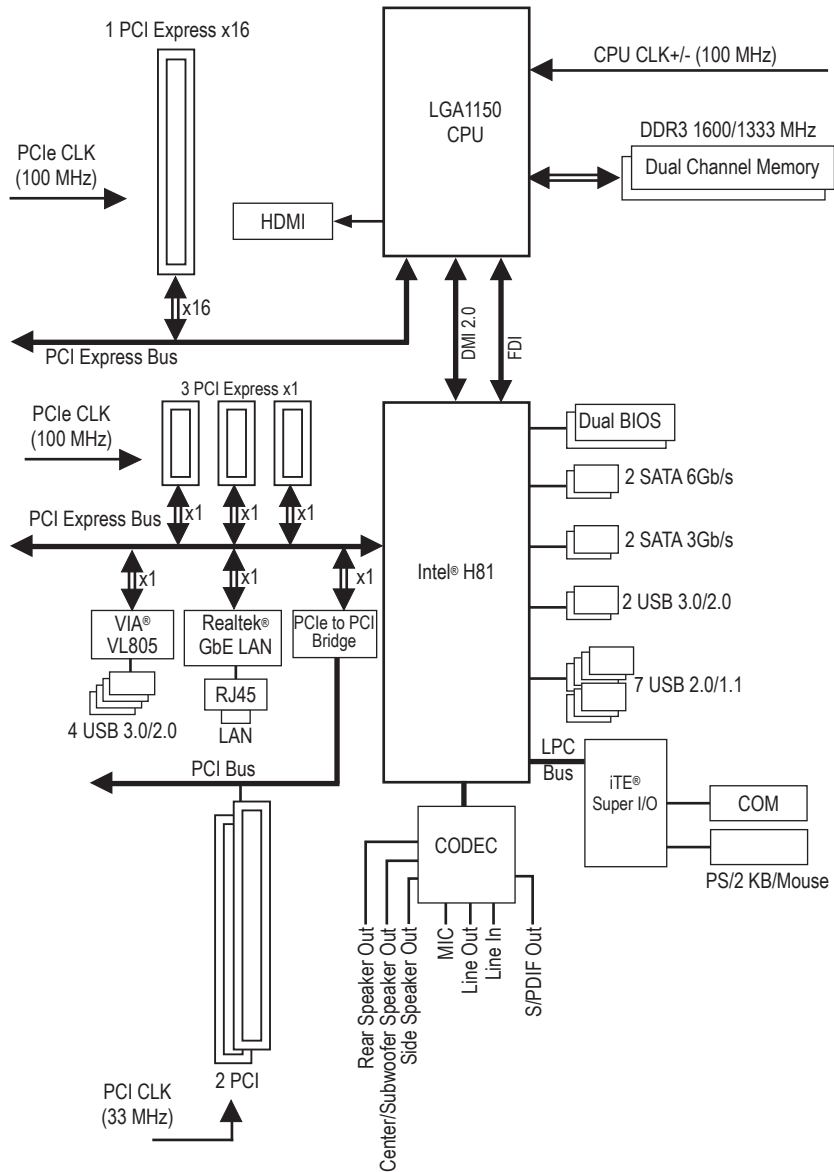 1 PCI Express x16
CPU CLK+/- (100 MHz)
LGA1150
CPU
DDR3 1600/1333 MHz
Dual Channel Memory
PCIe CLK
(100 MHz)
HDMI
x16
PCI Express Bus
DMI 2.0
FDI
3 PCI Express x1
PCIe CLK
(100 MHz)
Dual BIOS
2 SATA 6Gb/s
x1
x1
x1
PCI Express Bus
2 SATA 3Gb/s
Intel® H81
x1
x1
x1
2 USB 3.0/2.0
VIA®
VL805
Realtek®
GbE LAN
PCIe to PCI
Bridge
7 USB 2.0/1.1
RJ45
4 USB 3.0/2.0
LAN
LPC
Bus
PCI Bus
iTE®
Super I/O
COM
CODEC
PS/2 KB/Mouse
Rear Speaker Out
Center/Subwoofer Speaker Out
Side Speaker Out
MIC
Line Out
Line In
S/PDIF Out
2 PCI
PCI CLK
(33 MHz)